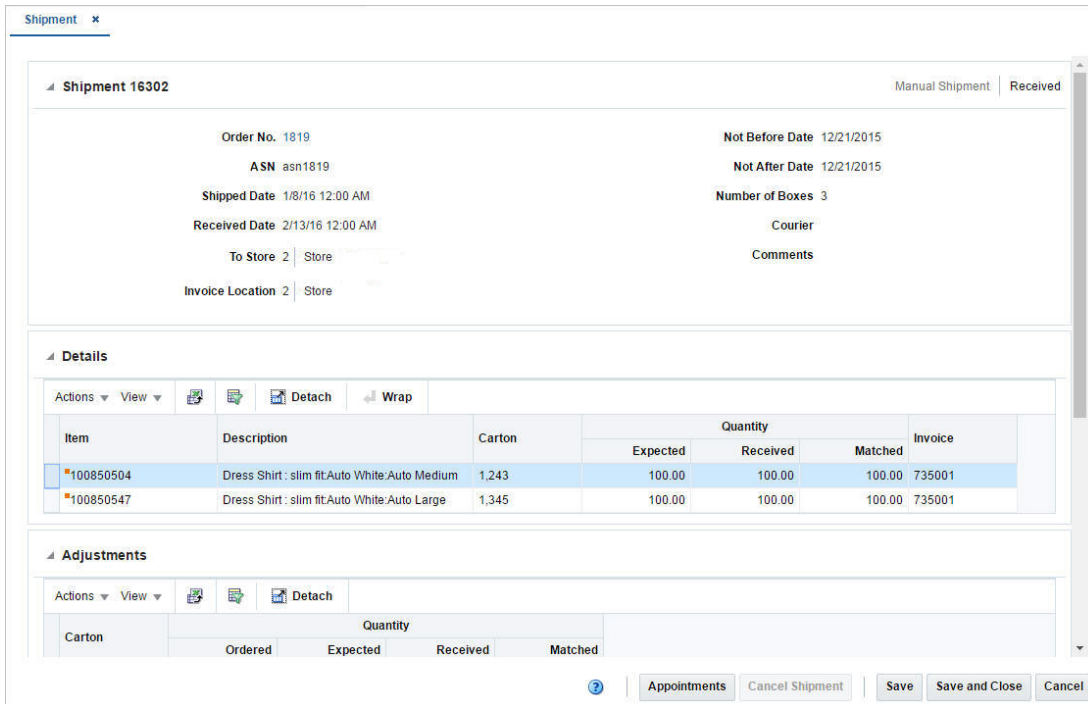 Shipment ×
Shipment 16302 Manual Shipment Received
Order No. 1819 Not Before Date 12/21/2015
ASN asn1819 Not After Date 12/21/2015
Shipped Date 1/8/16 12:00 AM Number of Boxes 3
Received Date 2/13/16 12:00 AM Courier
To Store 2 Store Comments
Invoice Location 2 Store
Details
Actions View Detach Wrap
Item Description Carton Quantity Invoice
Expected Received Matched
100850504 Dress Shirt : slim fit:Auto White:Auto Medium 1,243 100.00 100.00 100.00 735001
100850547 Dress Shirt : slim fit:Auto White:Auto Large 1,345 100.00 100.00 100.00 735001
Adjustments
Actions View Detach
Carton Quantity
Ordered Expected Received Matched
? Appointments Cancel Shipment Save Save and Close Cancel